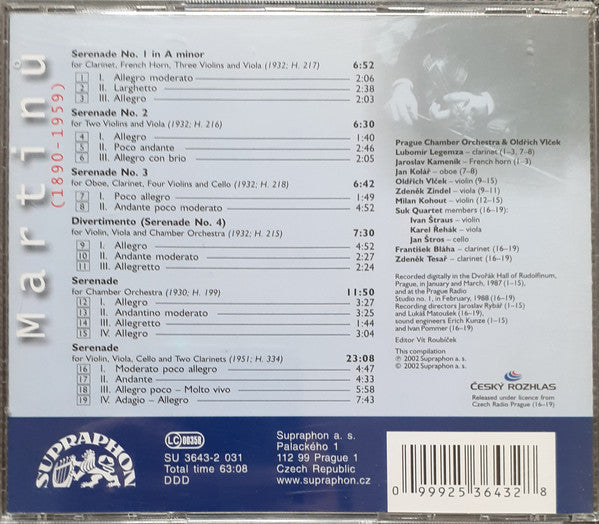 Martinů
(1890-1959)
Serenade No. 1 in A minor
for Clarinet, French Horn, Three Violins and Viola (1932; H. 217) 6:52
1 I. Allegro moderato 2:06
2 II. Larghetto 2:38
3 III. Allegro 2:03
Serenade No. 2
for Two Violins and Viola (1932; H. 216) 6:30
4 I. Allegro 1:40
5 II. Poco andante 2:46
6 III. Allegro con brio 2:05
Serenade No. 3
for Oboe, Clarinet, Four Violins and Cello (1932; H. 218) 6:42
7 I. Poco allegro 1:49
8 II. Andante poco moderato 4:52
Divertimento (Serenade No. 4)
for Violin, Viola and Chamber Orchestra (1932; H. 215) 7:30
9 I. Allegro 4:52
10 II. Andante moderato 2:27
11 III. Allegretto 2:24
Serenade
for Chamber Orchestra (1930; H. 199) 11:50
12 I. Allegro 3:27
13 II. Andantino moderato 3:25
14 III. Allegretto 1:44
15 IV. Allegro 3:04
Serenade
for Violin, Viola, Cello and Two Clarinets (1951; H. 334) 23:08
16 I. Moderato poco allegro 4:47
17 II. Andante 4:33
18 III. Allegro poco – Molto vivo 5:58
19 IV. Adagio – Allegro 7:43
Prague Chamber Orchestra & Oldřich Vlček
Lubomír Legemza – clarinet (1–3, 7–8)
Jaroslav Kameník – French horn (1–3)
Jan Kolář – oboe (7–8)
Oldřich Vlček – violin (9–15)
Zdeněk Zindel – viola (9–11)
Milan Kohout – violin (12–15)
Suk Quartet members (16–19):
Ivan Štraus – violin
Karel Řehák – viola
Jan Štros – cello
František Bláha – clarinet (16–19)
Zdeněk Tesař – clarinet (16–19)
Recorded digitally in the Dvořák Hall of Rudolfinum,
Prague, in January and March, 1987 (1–15),
and at the Prague Radio
Studio no. 1, in February, 1988 (16–19)
Recording directors Jaroslav Rybář (1–15)
and Lukáš Matoušek (16–19),
sound engineers Erich Kunze (1–15)
and Ivan Pommer (16–19)
Editor Vít Roubíček
This compilation
℗ 2002 Supraphon a. s.
© 2002 Supraphon a. s.
ČESKÝ ROZHLAS
Released under licence from
Czech Radio Prague (16–19)
SUPRAPHON
LC 00358
SU 3643-2 031
Total time 63:08
DDD
Supraphon a. s.
Palackého 1
112 99 Prague 1
Czech Republic
www.supraphon.cz
0 99925 36432 8